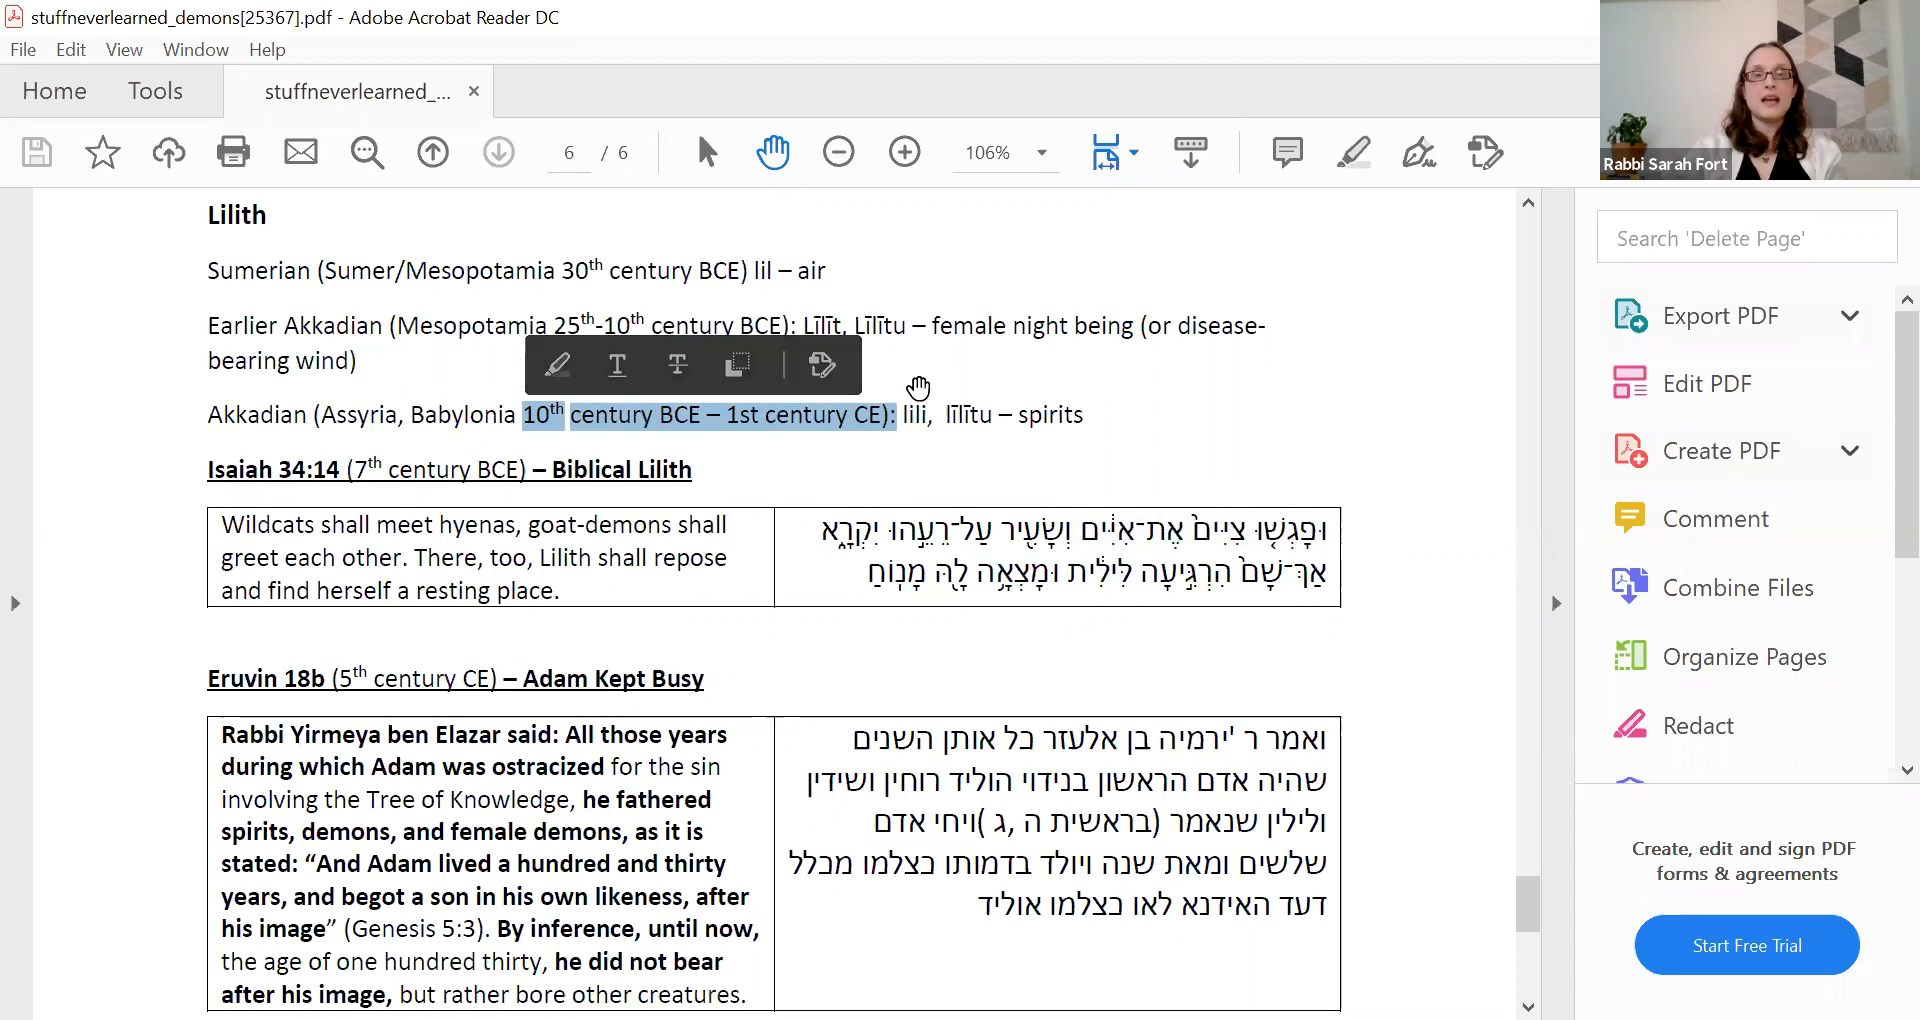 stuffneverlearned_demons[25367].pdf - Adobe Acrobat Reader DC
File Edit View Window Help
Home Tools stuffneverlearned_... ×
6 / 6 106%
Rabbi Sarah Fort
Lilith
Sumerian (Sumer/Mesopotamia 30th century BCE) lil – air
Earlier Akkadian (Mesopotamia 25th-10th century BCE): Līlīt, Līlītu – female night being (or disease-
bearing wind)
Akkadian (Assyria, Babylonia 10th century BCE – 1st century CE): lili, līlītu – spirits
Isaiah 34:14 (7th century BCE) – Biblical Lilith
Wildcats shall meet hyenas, goat-demons shall
greet each other. There, too, Lilith shall repose
and find herself a resting place.
וּפָגְשׁ֤וּ צִיִּים֙ אֶת־אִיִּ֔ים וְשָׂעִ֖יר עַל־רֵעֵ֣הוּ יִקְרָ֑א
אַךְ־שָׁם֙ הִרְגִּ֣יעָה לִּילִ֔ית וּמָצְאָ֥ה לָ֖הּ מָנֽוֹחַ
Eruvin 18b (5th century CE) – Adam Kept Busy
Rabbi Yirmeya ben Elazar said: All those years
during which Adam was ostracized for the sin
involving the Tree of Knowledge, he fathered
spirits, demons, and female demons, as it is
stated: “And Adam lived a hundred and thirty
years, and begot a son in his own likeness, after
his image” (Genesis 5:3). By inference, until now,
the age of one hundred thirty, he did not bear
after his image, but rather bore other creatures.
ואמר ר 'ירמיה בן אלעזר כל אותן השנים
שהיה אדם הראשון בנידוי הוליד רוחין ושידין
ולילין שנאמר (בראשית ה ,ג )ויחי אדם
שלשים ומאת שנה ויולד בדמותו כצלמו מכלל
דעד האידנא לאו כצלמו אוליד
Search 'Delete Page'
Export PDF
Edit PDF
Create PDF
Comment
Combine Files
Organize Pages
Redact
Create, edit and sign PDF
forms & agreements
Start Free Trial